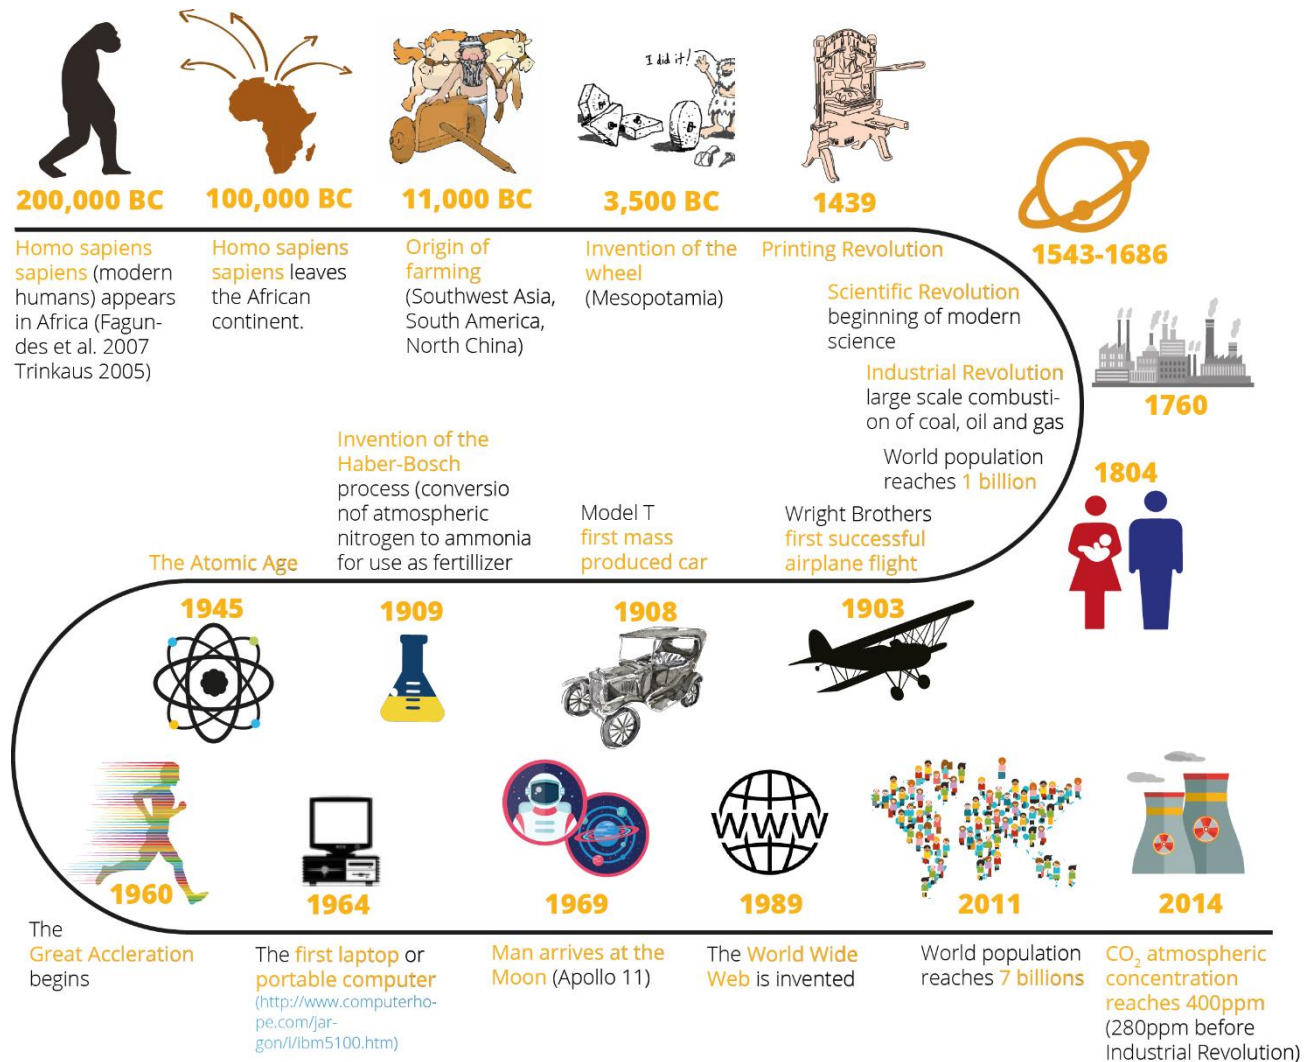 I did it!
200,000 BC
Homo sapiens
sapiens (modern
humans) appears
in Africa (Fagun-
des et al. 2007
Trinkaus 2005)
100,000 BC
Homo sapiens
sapiens leaves
the African
continent.
11,000 BC
Origin of
farming
(Southwest Asia,
South America,
North China)
3,500 BC
Invention of the
wheel
(Mesopotamia)
1439
Printing Revolution
1543-1686
Scientific Revolution
beginning of modern
science
1760
Industrial Revolution
large scale combusti-
on of coal, oil and gas
1804
World population
reaches 1 billion
Wright Brothers
first successful
airplane flight
1903
Model T
first mass
produced car
1908
Invention of the
Haber-Bosch
process (conversio
nof atmospheric
nitrogen to ammonia
for use as fertillizer
1909
The Atomic Age
1945
1960
The
Great Accleration
begins
1964
The first laptop or
portable computer
(http://www.computerho-
pe.com/jar-
gon/i/ibm5100.htm)
1969
Man arrives at the
Moon (Apollo 11)
WWW
1989
The World Wide
Web is invented
2011
World population
reaches 7 billions
2014
CO₂ atmospheric
concentration
reaches 400ppm
(280ppm before
Industrial Revolution)